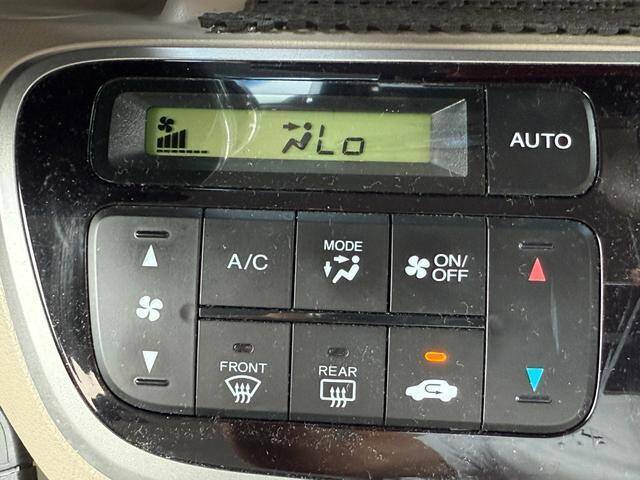 Lo
AUTO
A/C
MODE
ON/
OFF
FRONT
REAR